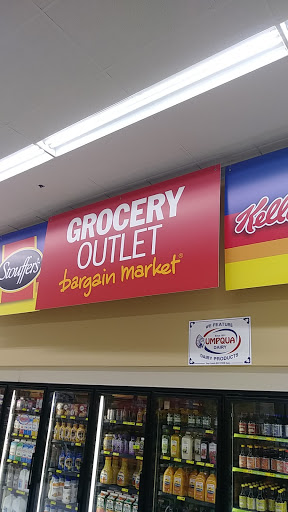 Stouffer's
GROCERY
OUTLET
bargain market®
Kell
WE FEATURE
UMPQUA
DAIRY
DAIRY PRODUCTS